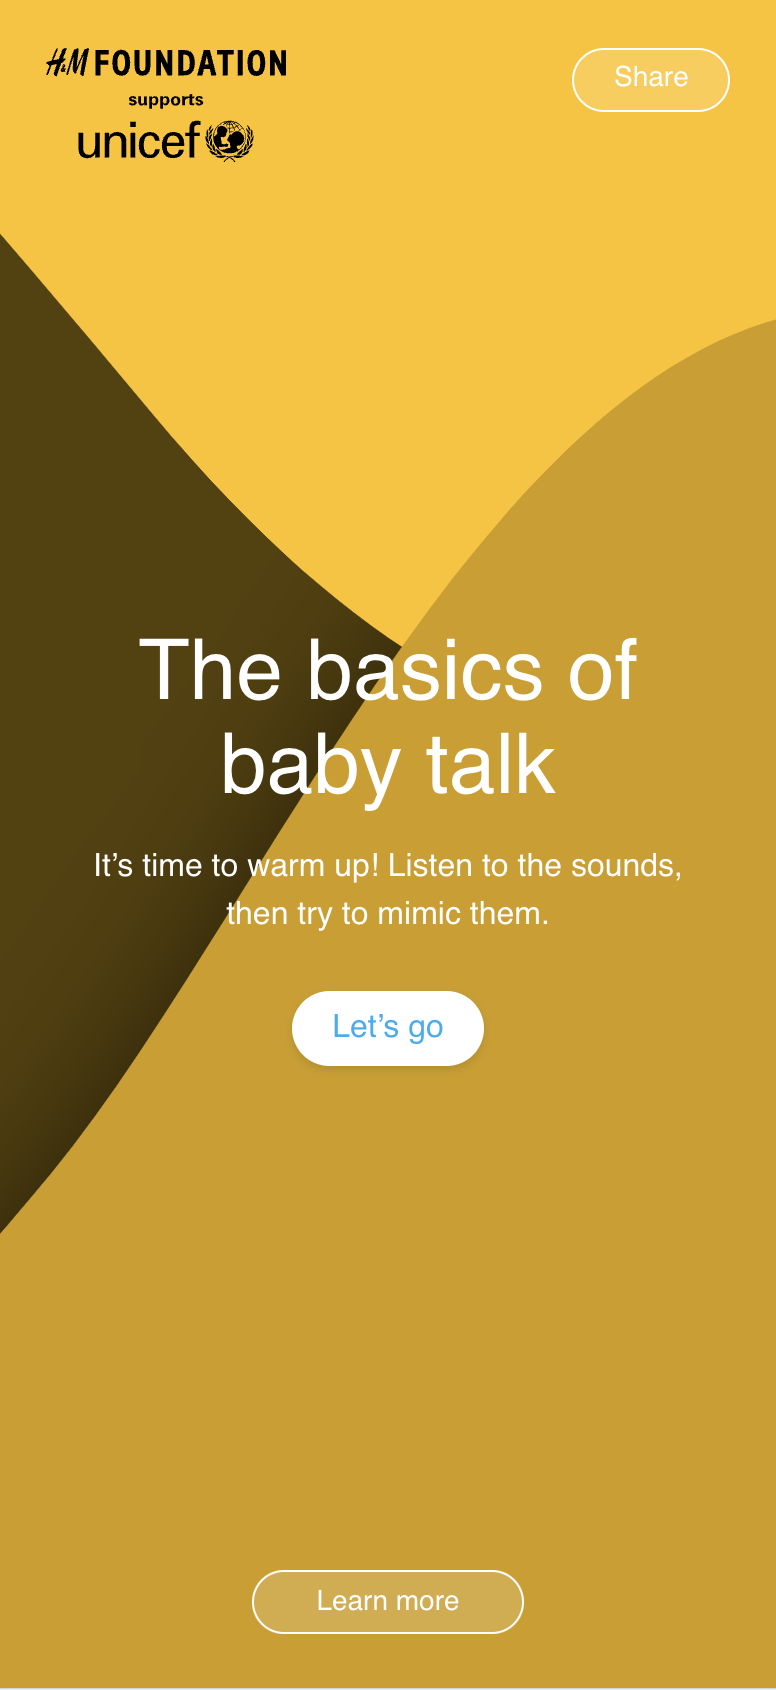 H&M FOUNDATION
supports
unicef
Share
The basics of
baby talk
It’s time to warm up! Listen to the sounds,
then try to mimic them.
Let’s go
Learn more